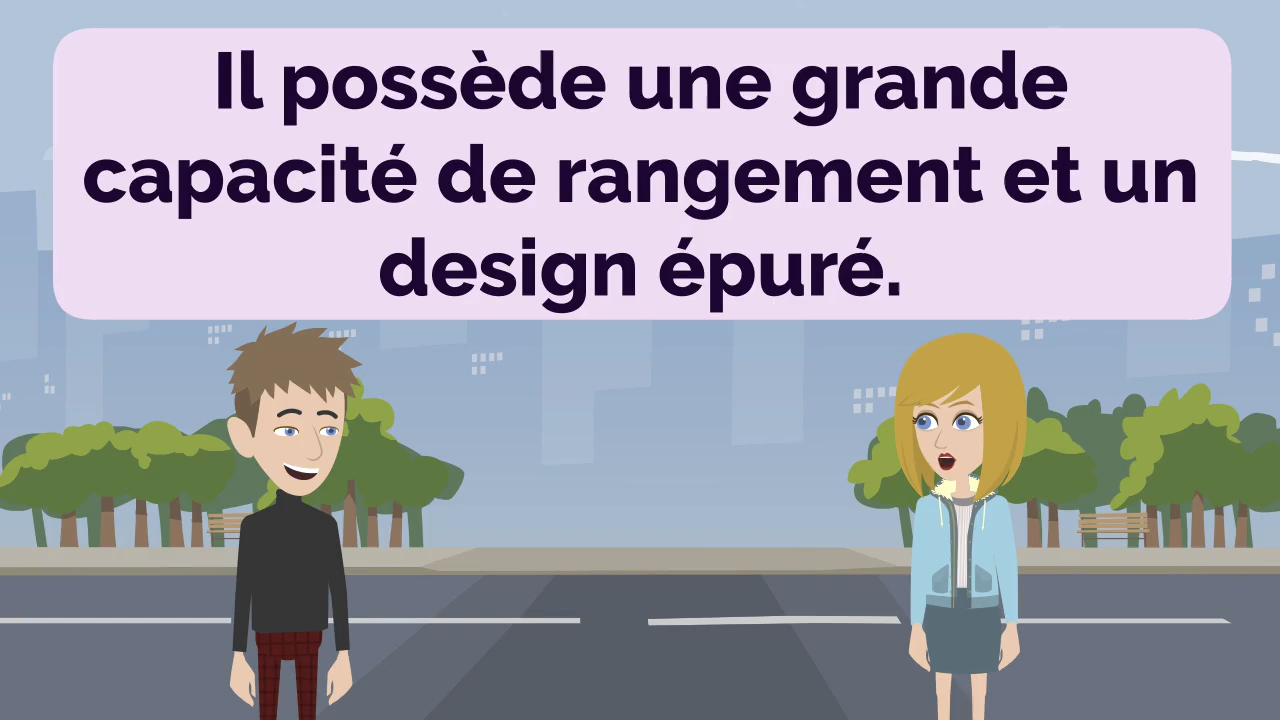 Il possède une grande
capacité de rangement et un
design épuré.